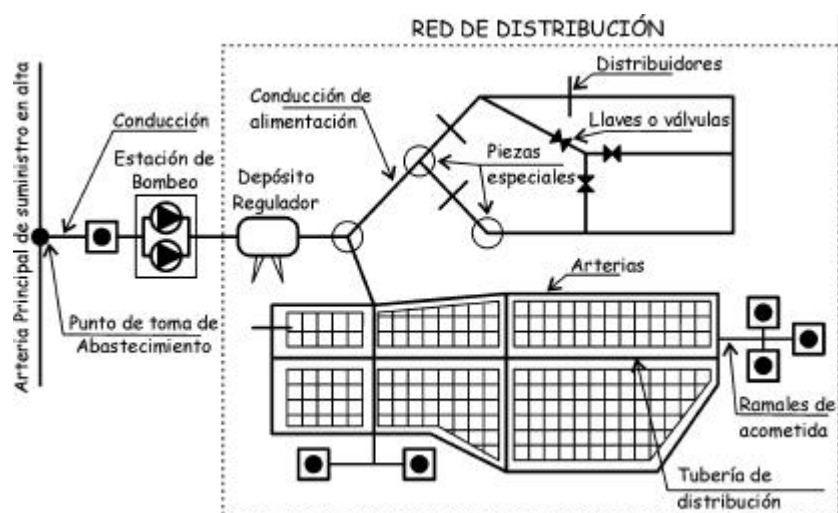 RED DE DISTRIBUCIÓN
Distribuidores
Conducción de
alimentación
Llaves o válvulas
Conducción
Estación de
Bombeo
Piezas
especiales
Depósito
Regulador
Arteria Principal de suministro en alta
Arterias
Punto de toma de
Abastecimiento
Ramales de
acometida
Tubería de
distribución